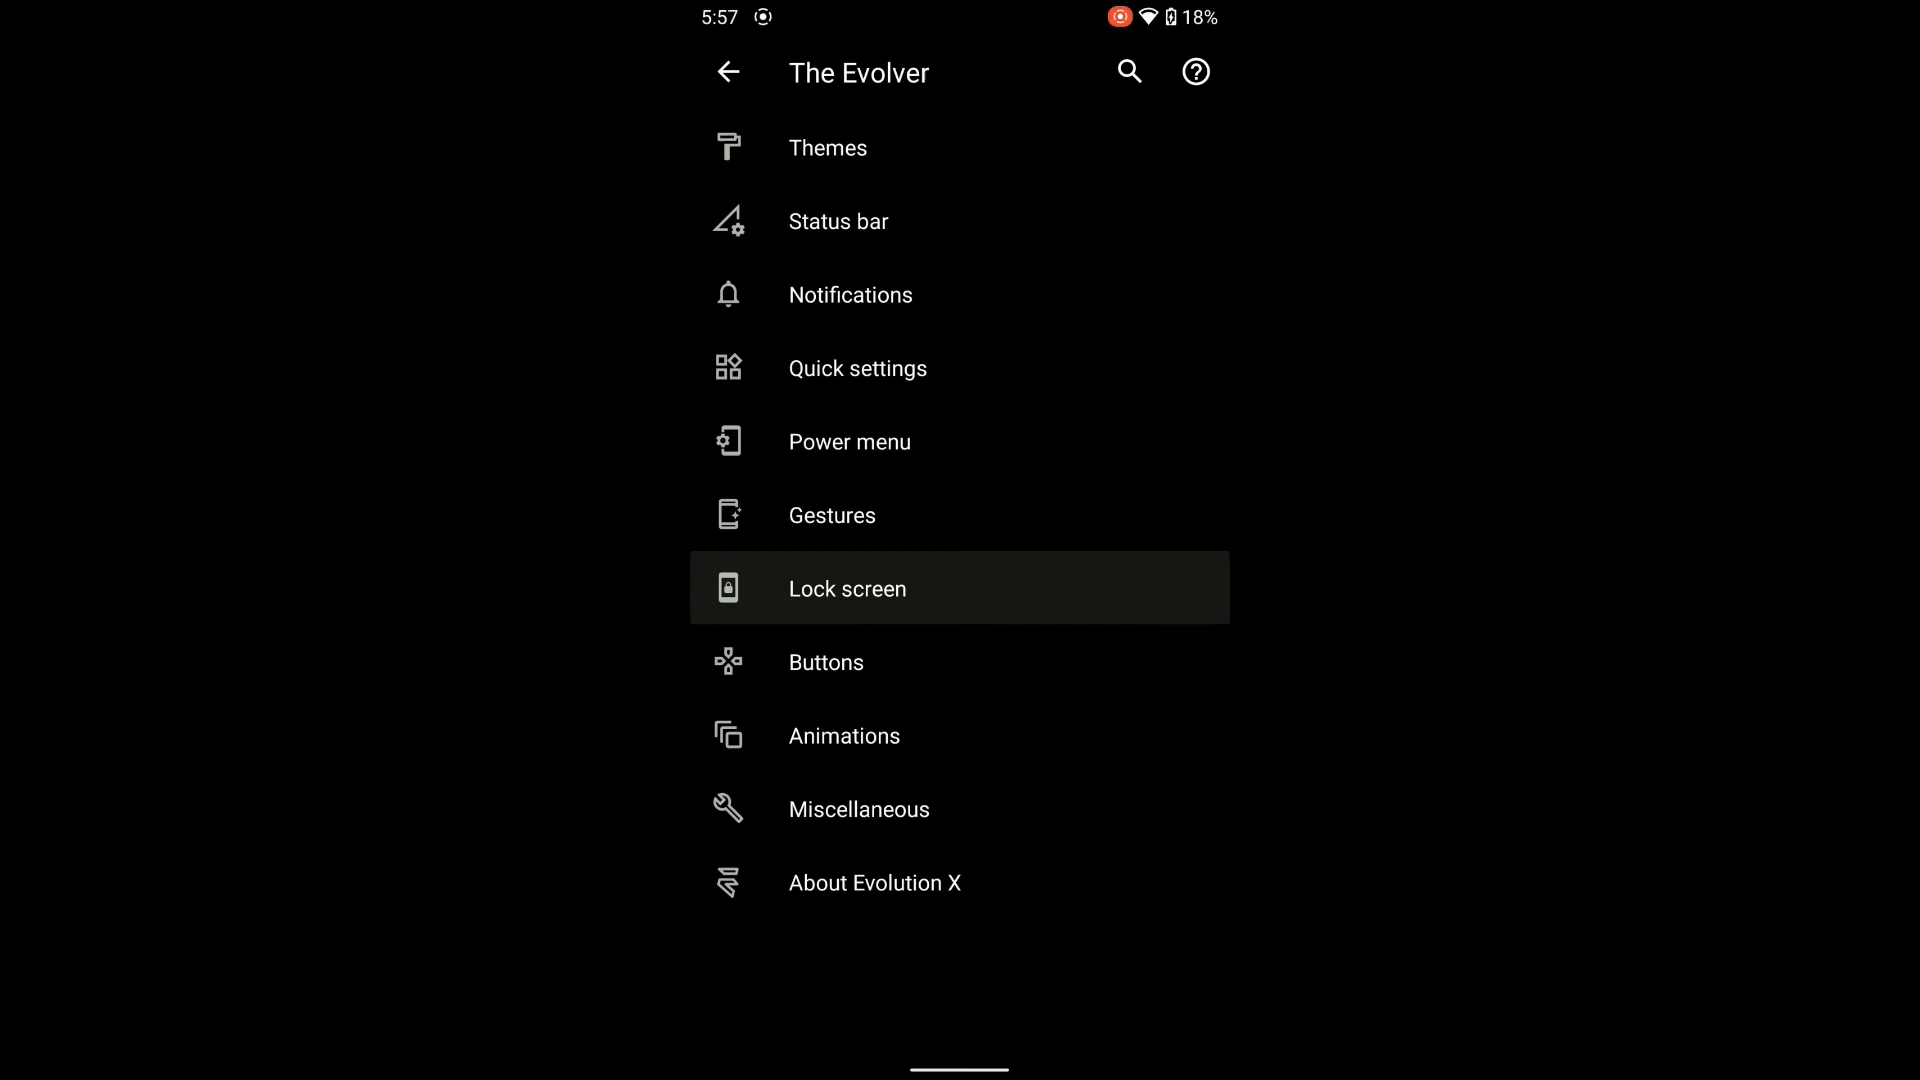 5:57
18%
The Evolver
Themes
Status bar
Notifications
Quick settings
Power menu
Gestures
Lock screen
Buttons
Animations
Miscellaneous
About Evolution X